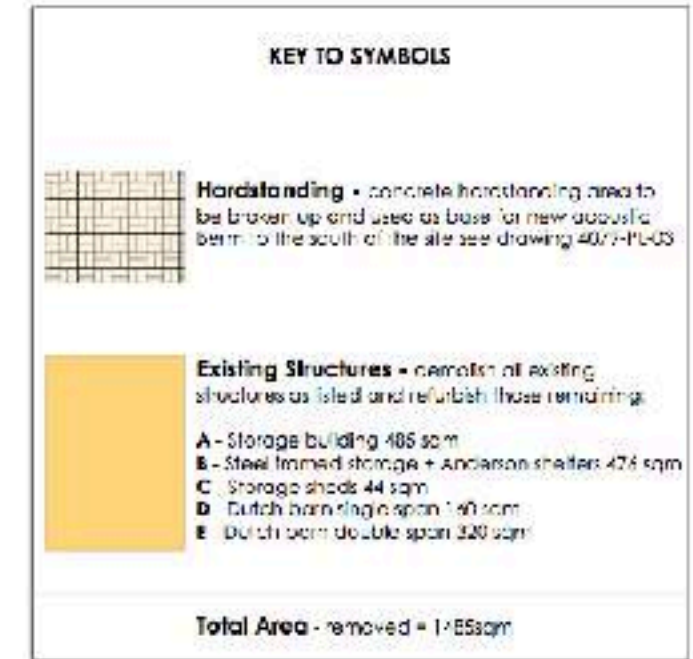 KEY TO SYMBOLS
Hardstanding - concrete hardstanding area to
be broken up and used as base for new acoustic
berm to the south of the site see drawing 4079-PL-03
Existing Structures - demolish all existing
structures as listed and refurbish those remaining:
A - Storage building 485 sqm
B - Steel framed storage + Anderson shelters 476 sqm
C Storage sheds 44 sqm
D Dutch barn single span 160 sqm
E Dutch barn double span 320 sqm
Total Area - removed = 1485sqm